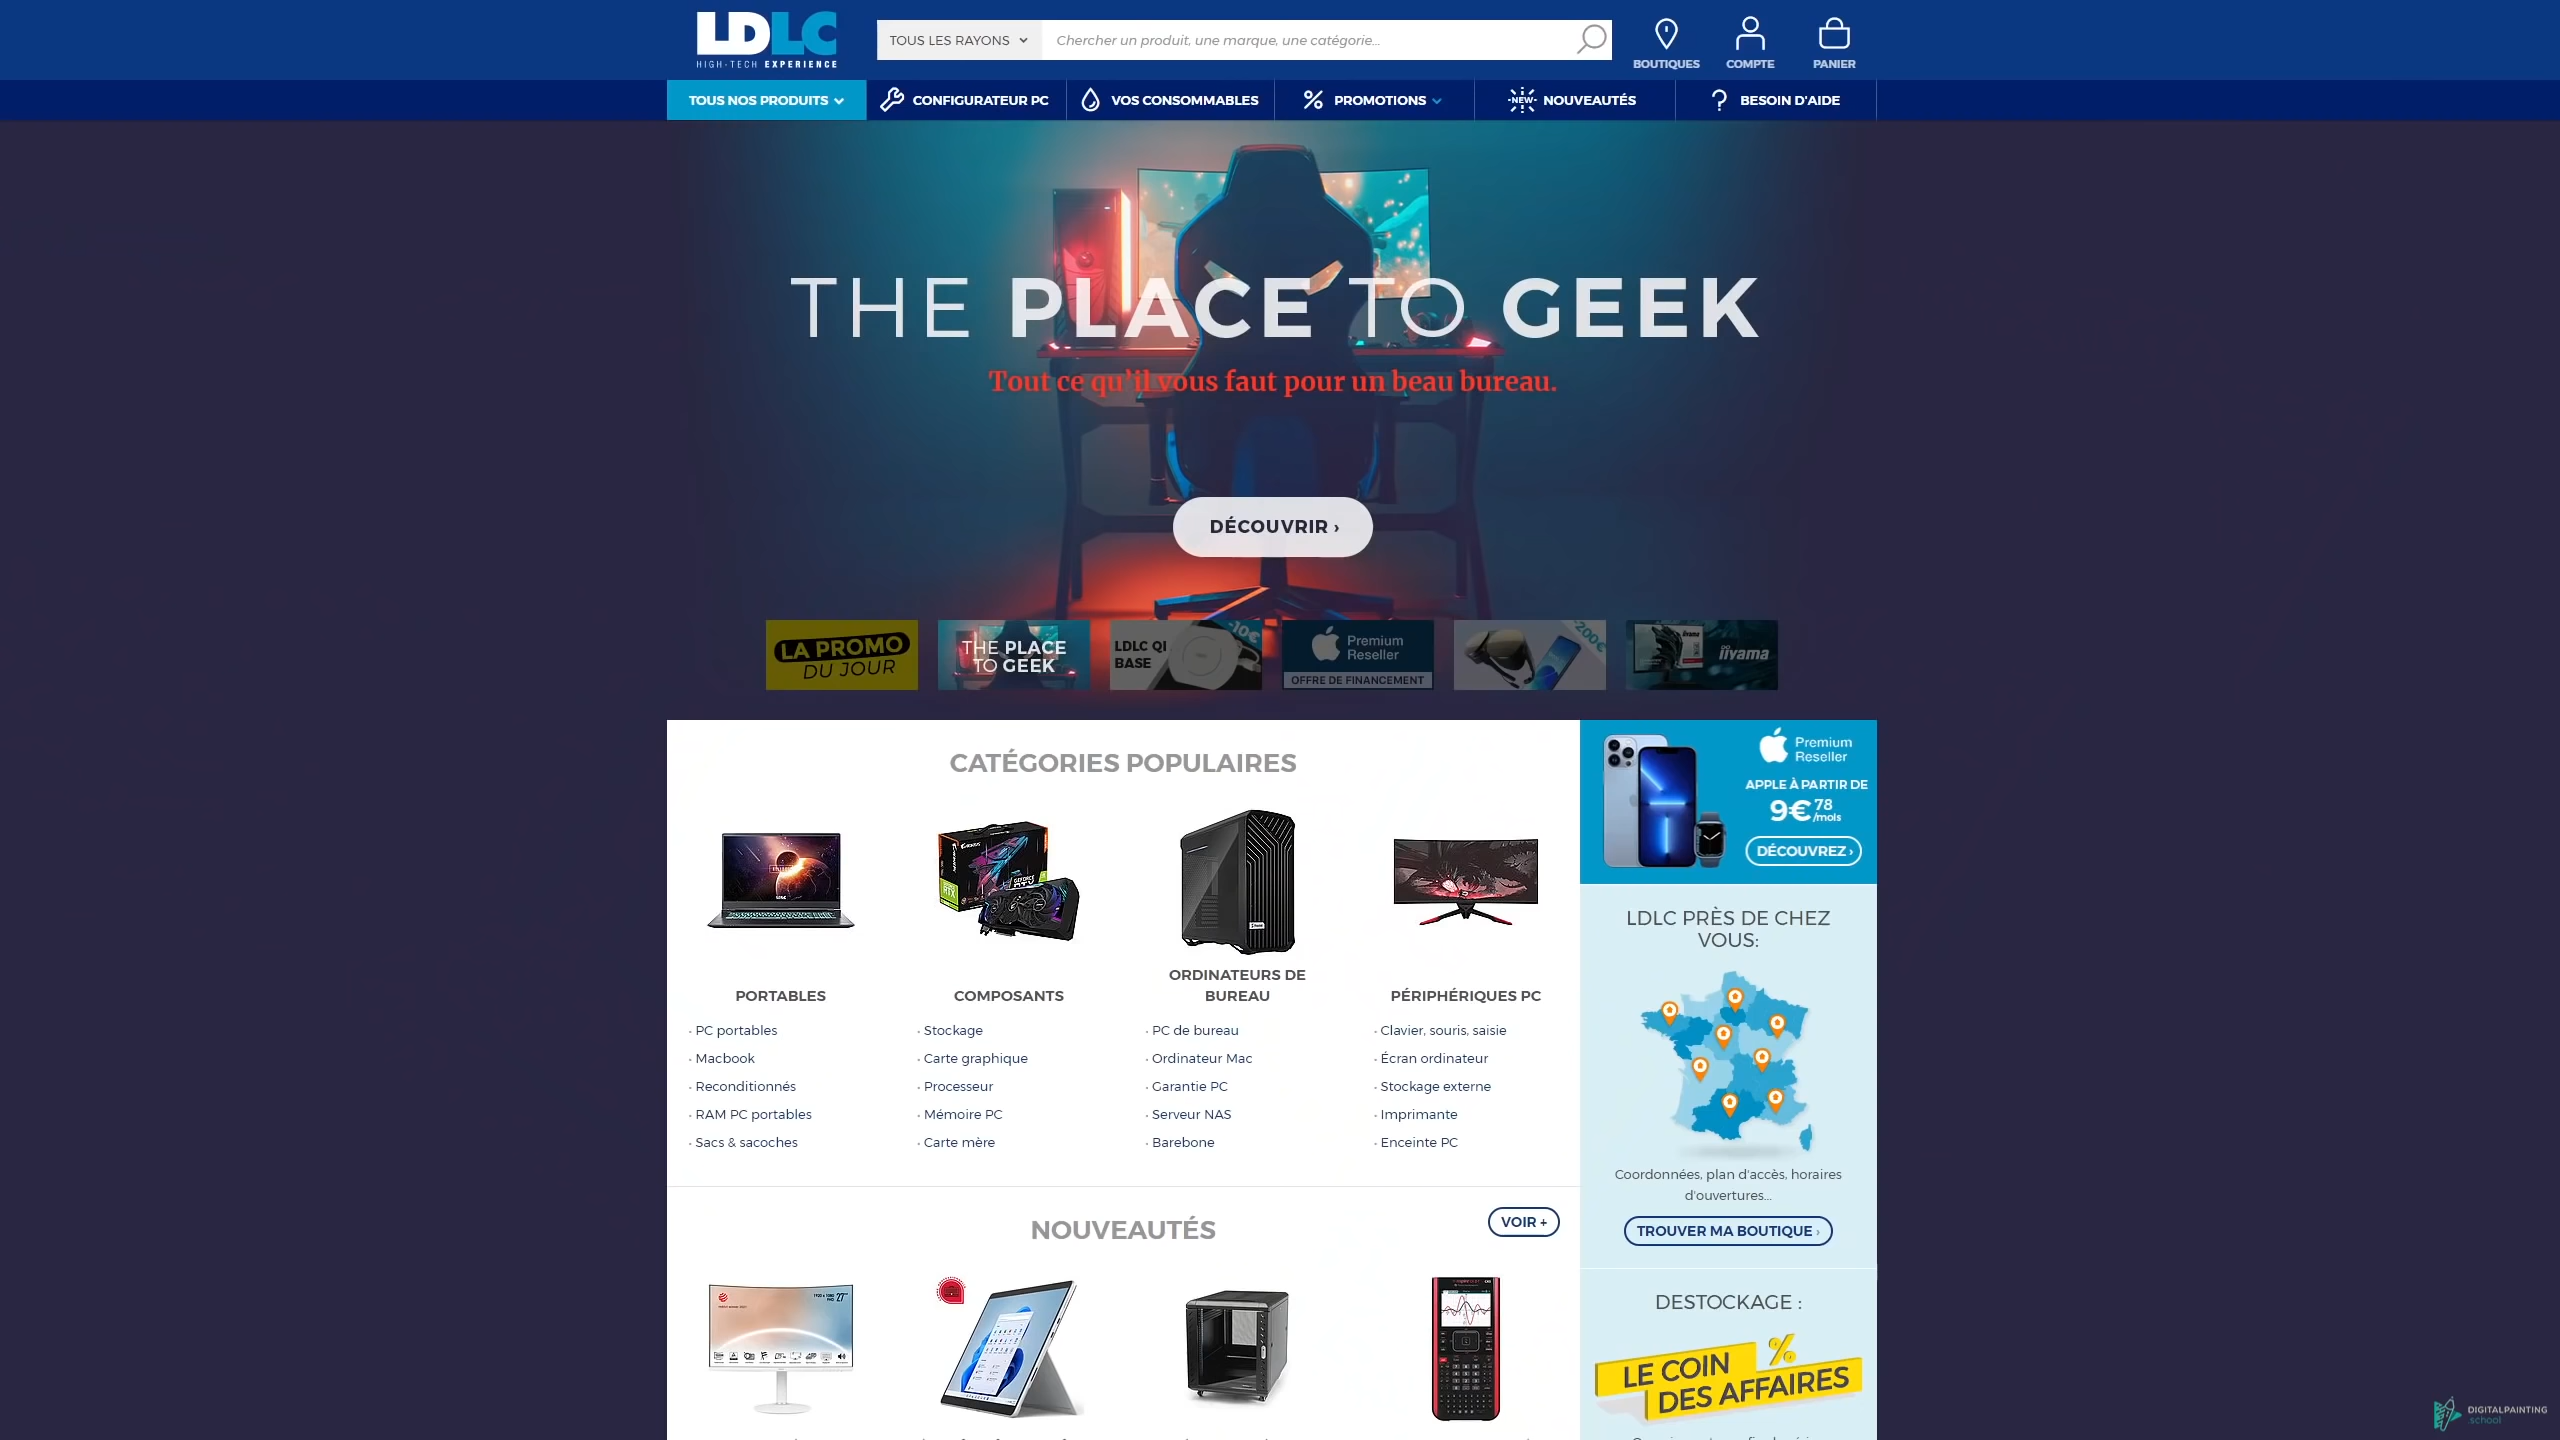 LDLC
HIGH-TECH EXPERIENCE
TOUS LES RAYONS
Chercher un produit, une marque, une catégorie...
BOUTIQUES
COMPTE
PANIER
TOUS NOS PRODUITS
CONFIGURATEUR PC
VOS CONSOMMABLES
PROMOTIONS
NEW
NOUVEAUTÉS
BESOIN D'AIDE
THE PLACE TO GEEK
Tout ce qu'il vous faut pour un beau bureau.
DÉCOUVRIR ›
LA PROMO
DU JOUR
THE PLACE
TO GEEK
LDLC QI
BASE
-10€
Premium
Reseller
OFFRE DE FINANCEMENT
-200€
iiyama
CATÉGORIES POPULAIRES
PORTABLES
· PC portables
· Macbook
· Reconditionnés
· RAM PC portables
· Sacs & sacoches
COMPOSANTS
· Stockage
· Carte graphique
· Processeur
· Mémoire PC
· Carte mère
ORDINATEURS DE
BUREAU
· PC de bureau
· Ordinateur Mac
· Garantie PC
· Serveur NAS
· Barebone
PÉRIPHÉRIQUES PC
· Clavier, souris, saisie
· Écran ordinateur
· Stockage externe
· Imprimante
· Enceinte PC
Premium
Reseller
APPLE À PARTIR DE
9€78
/mois
DÉCOUVREZ ›
LDLC PRÈS DE CHEZ
VOUS:
Coordonnées, plan d'accès, horaires
d'ouvertures...
TROUVER MA BOUTIQUE ›
NOUVEAUTÉS
VOIR +
27"
DESTOCKAGE :
%
LE COIN
DES AFFAIRES
DIGITALPAINTING
.school